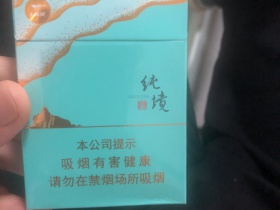 纯境
本公司提示
吸烟有害健康
请勿在禁烟场所吸烟